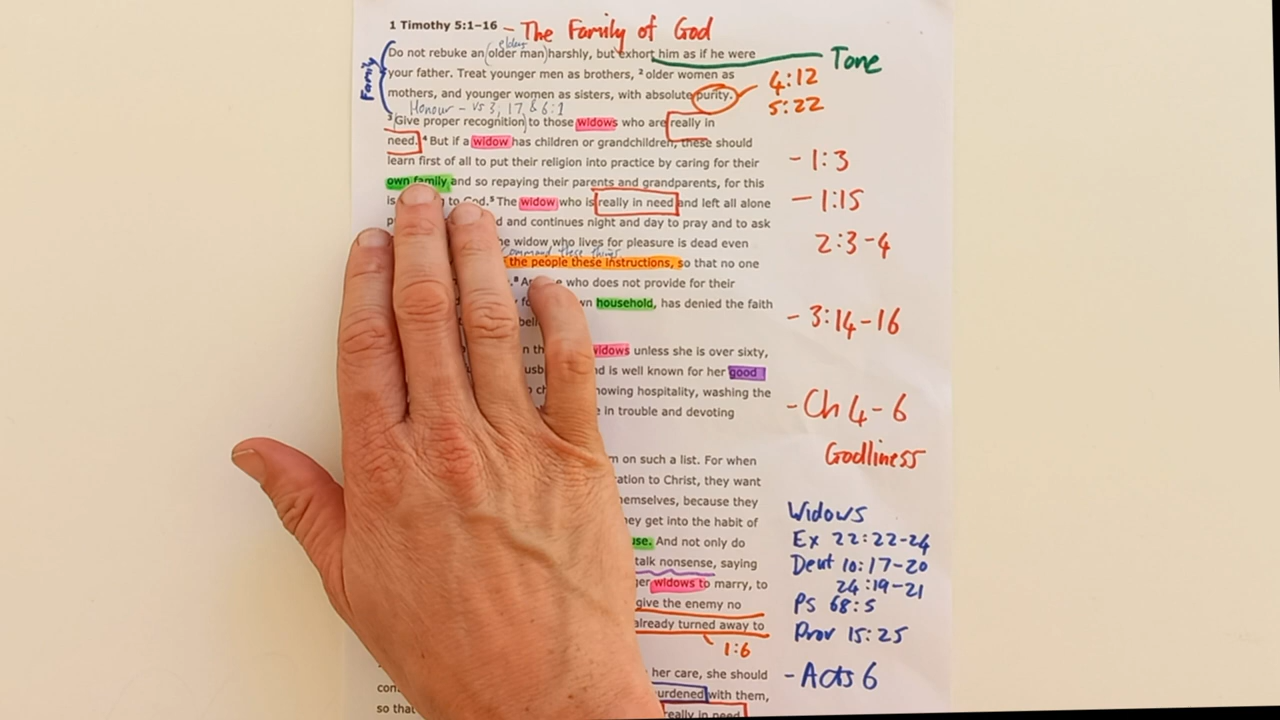 1 Timothy 5:1–16 – The Family of God
elder
Do not rebuke an (older man) harshly, but exhort him as if he were
Tone
Family
your father. Treat younger men as brothers, ² older women as
4:12
mothers, and younger women as sisters, with absolute purity.
5:22
Honour – vs 3, 17, & 6:1
³ Give proper recognition to those widows who are really in
need. ⁴ But if a widow has children or grandchildren, these should
- 1:3
learn first of all to put their religion into practice by caring for their
own family and so repaying their parents and grandparents, for this
- 1:15
is to God. ⁵ The widow who is really in need and left all alone
and continues night and day to pray and to ask
2:3-4
widow who lives for pleasure is dead even
command these things
the people these instructions, so that no one
who does not provide for their
household, has denied the faith
- 3:14-16
widows unless she is over sixty,
is well known for her good
hospitality, washing the
- Ch 4-6
in trouble and devoting
Godliness
on such a list. For when
to Christ, they want
because they
Widows
get into the habit of
Ex 22:22-24
And not only do
Deut 10:17-20
talk nonsense, saying
24:19-21
widows to marry, to
Ps 68:5
give the enemy no
already turned away to
Prov 15:25
1:6
her care, she should
- Acts 6
with them,
so that
really in need